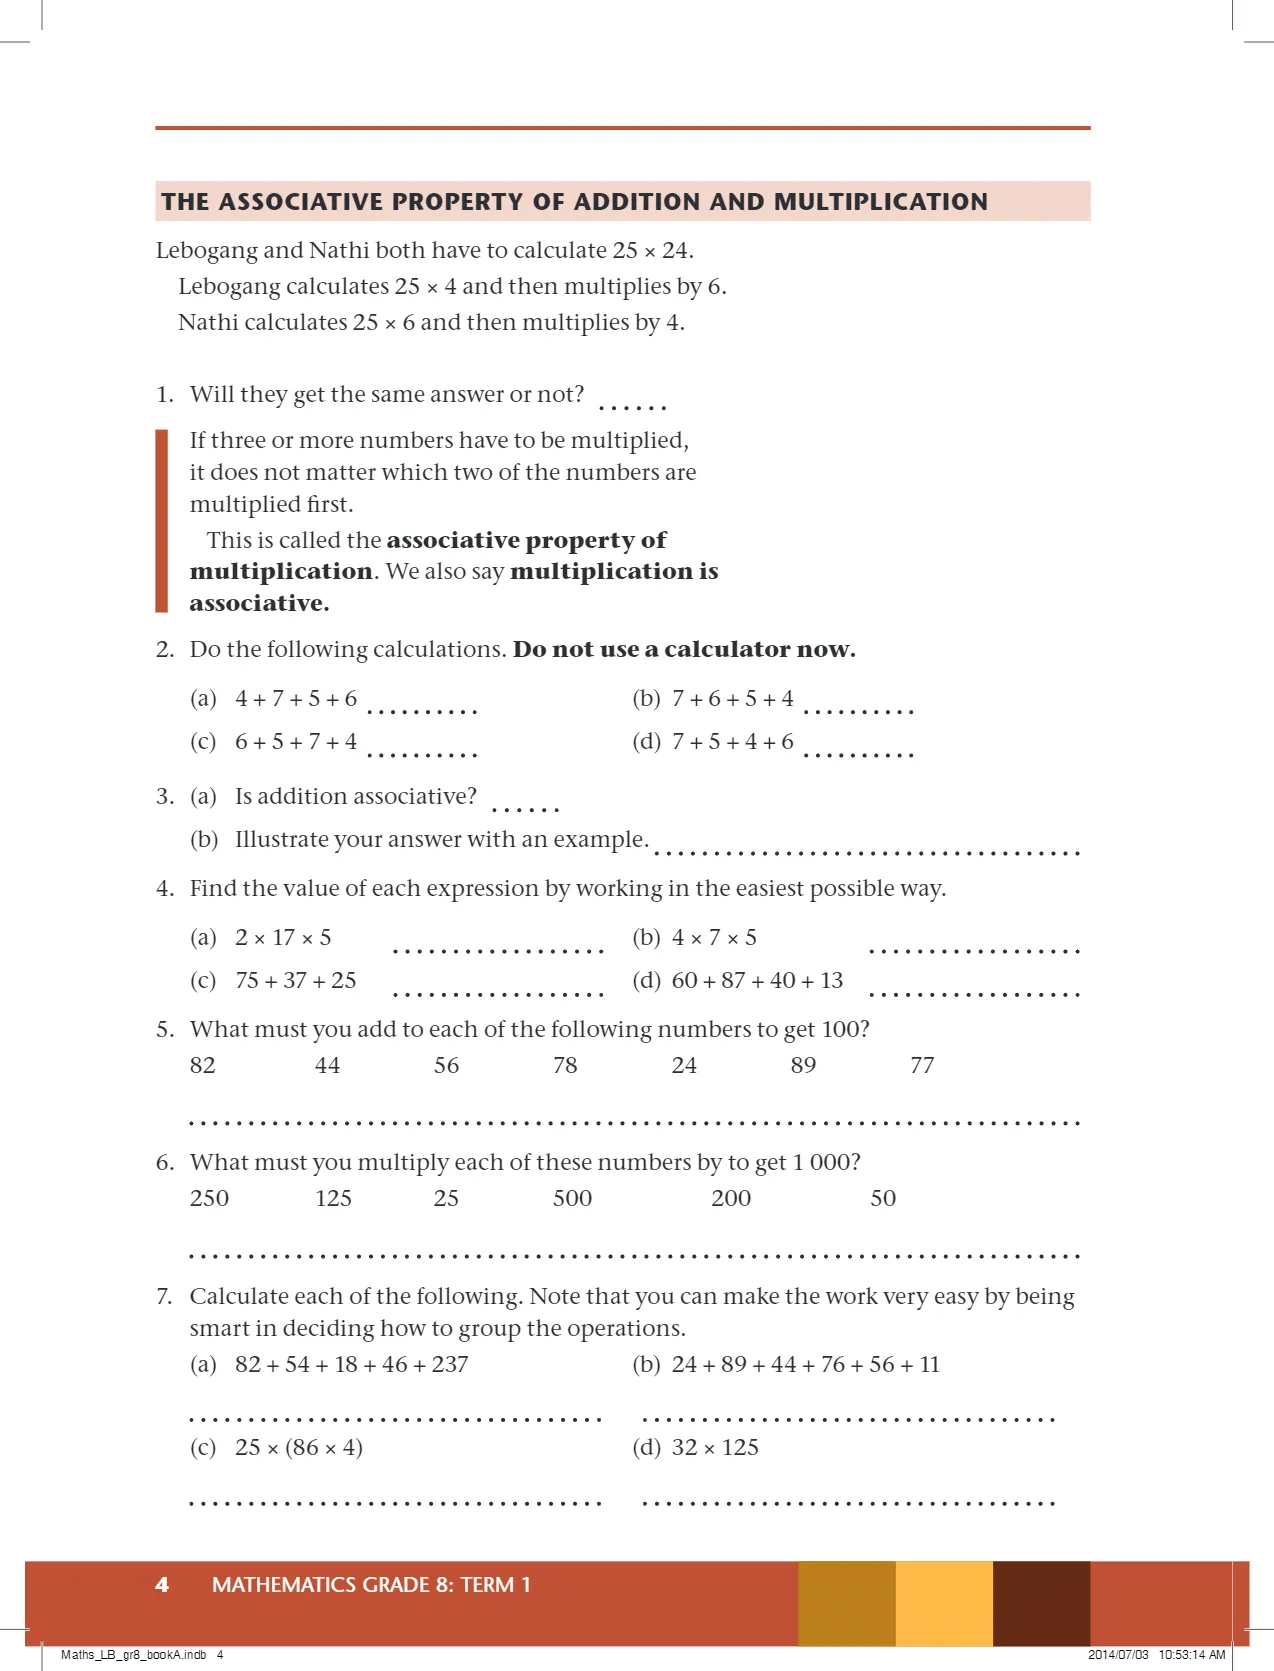 THE ASSOCIATIVE PROPERTY OF ADDITION AND MULTIPLICATION
Lebogang and Nathi both have to calculate 25 × 24.
Lebogang calculates 25 × 4 and then multiplies by 6.
Nathi calculates 25 × 6 and then multiplies by 4.
1. Will they get the same answer or not? ......
If three or more numbers have to be multiplied,
it does not matter which two of the numbers are
multiplied first.
This is called the associative property of
multiplication. We also say multiplication is
associative.
2. Do the following calculations. Do not use a calculator now.
(a) 4 + 7 + 5 + 6 .......... (b) 7 + 6 + 5 + 4 ..........
(c) 6 + 5 + 7 + 4 .......... (d) 7 + 5 + 4 + 6 ..........
3. (a) Is addition associative? ......
(b) Illustrate your answer with an example. ....................................
4. Find the value of each expression by working in the easiest possible way.
(a) 2 × 17 × 5 .................. (b) 4 × 7 × 5 ..................
(c) 75 + 37 + 25 .................. (d) 60 + 87 + 40 + 13 ..................
5. What must you add to each of the following numbers to get 100?
82 44 56 78 24 89 77
...........................................................................
6. What must you multiply each of these numbers by to get 1 000?
250 125 25 500 200 50
...........................................................................
7. Calculate each of the following. Note that you can make the work very easy by being
smart in deciding how to group the operations.
(a) 82 + 54 + 18 + 46 + 237 (b) 24 + 89 + 44 + 76 + 56 + 11
................................... ...................................
(c) 25 × (86 × 4) (d) 32 × 125
................................... ...................................
4 MATHEMATICS GRADE 8: TERM 1
Maths_LB_gr8_bookA.indb 4 2014/07/03 10:53:14 AM